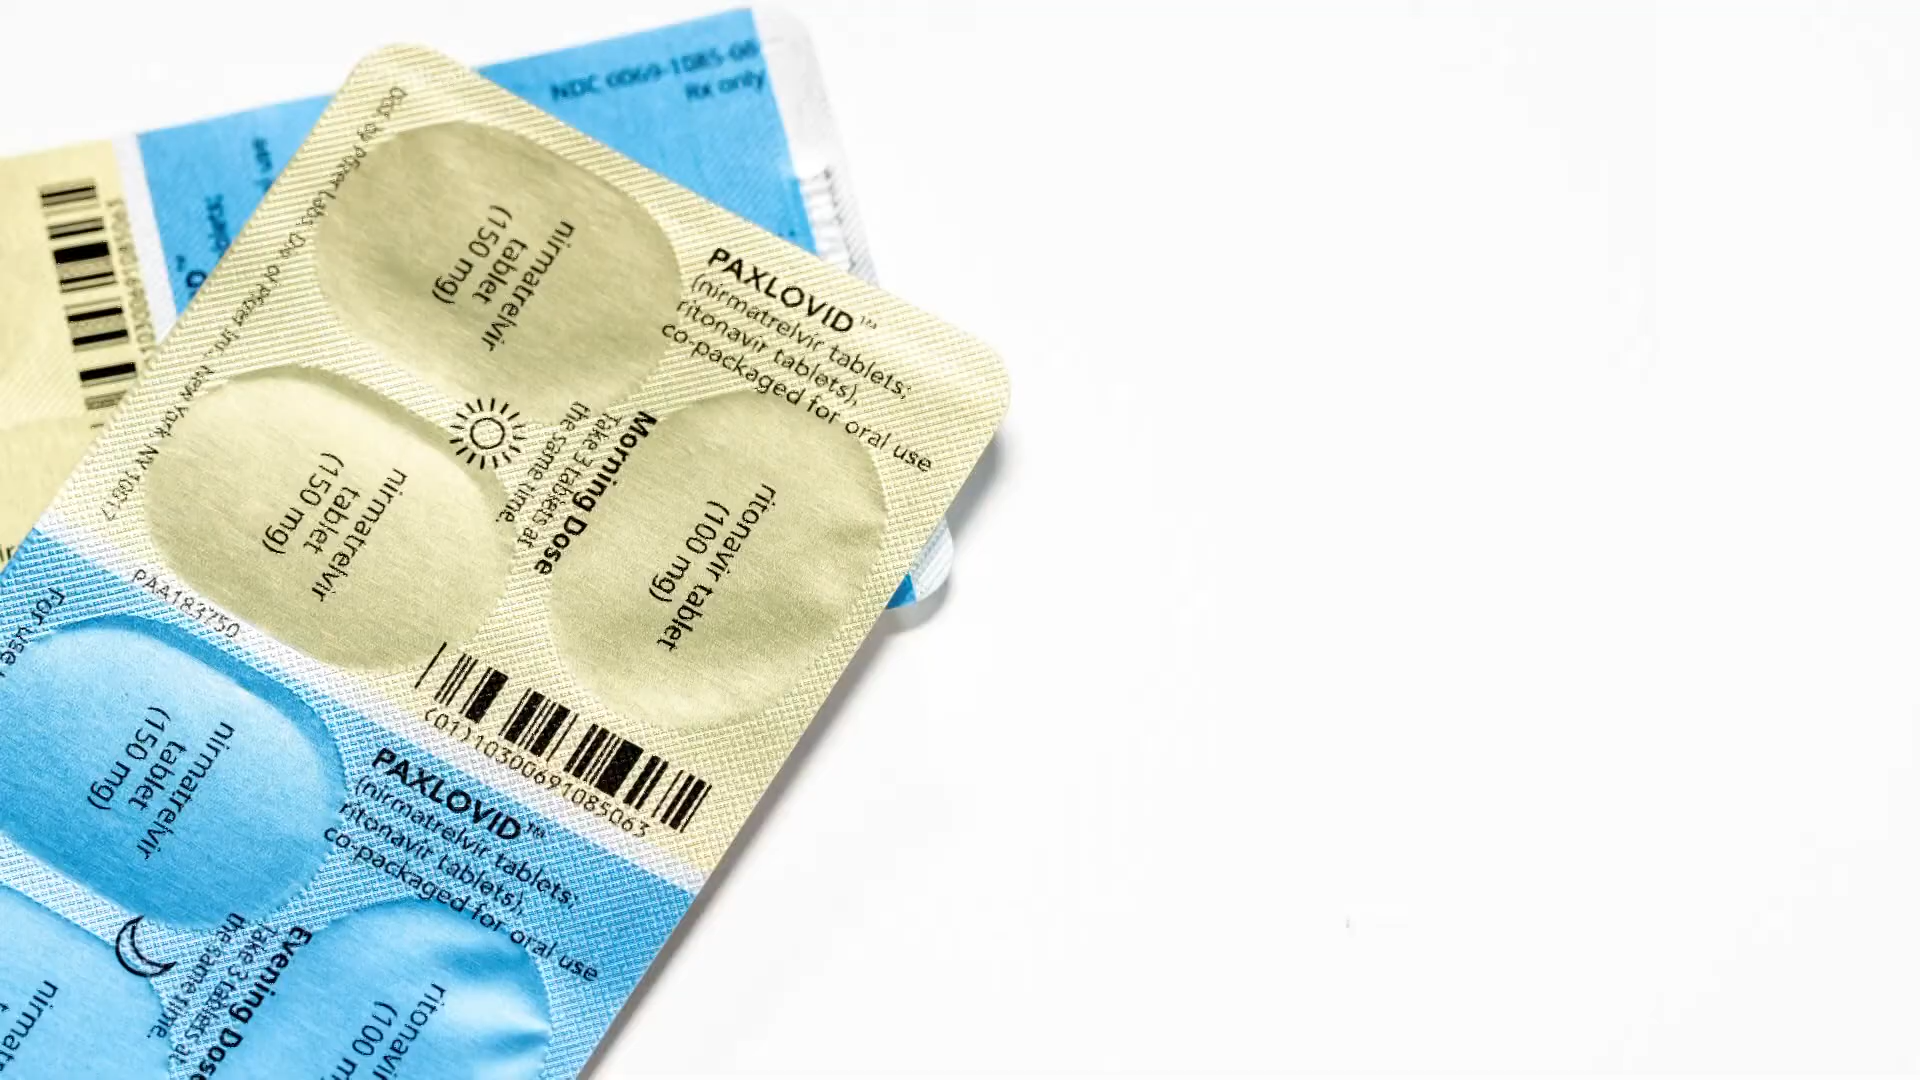 NDC 0069-1085-06
Rx only
Dist. by Pfizer Labs, Div. of Pfizer Inc., New York, NY 10017
nirmatrelvir
tablet
(150 mg)
PAXLOVID™
(nirmatrelvir tablets;
ritonavir tablets),
co-packaged for oral use
Morning Dose
Take 3 tablets at
the same time.
nirmatrelvir
tablet
(150 mg)
ritonavir tablet
(100 mg)
PAA183750
(01)10300691085063
For use
nirmatrelvir
tablet
(150 mg)
PAXLOVID™
(nirmatrelvir tablets;
ritonavir tablets),
co-packaged for oral use
Evening Dose
Take 3 tablets at
the same time.
(100 m